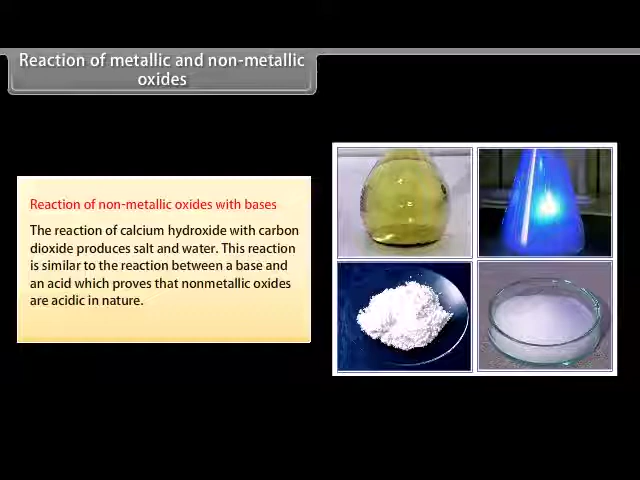 Reaction of metallic and non-metallic
oxides
Reaction of non-metallic oxides with bases
The reaction of calcium hydroxide with carbon
dioxide produces salt and water. This reaction
is similar to the reaction between a base and
an acid which proves that nonmetallic oxides
are acidic in nature.